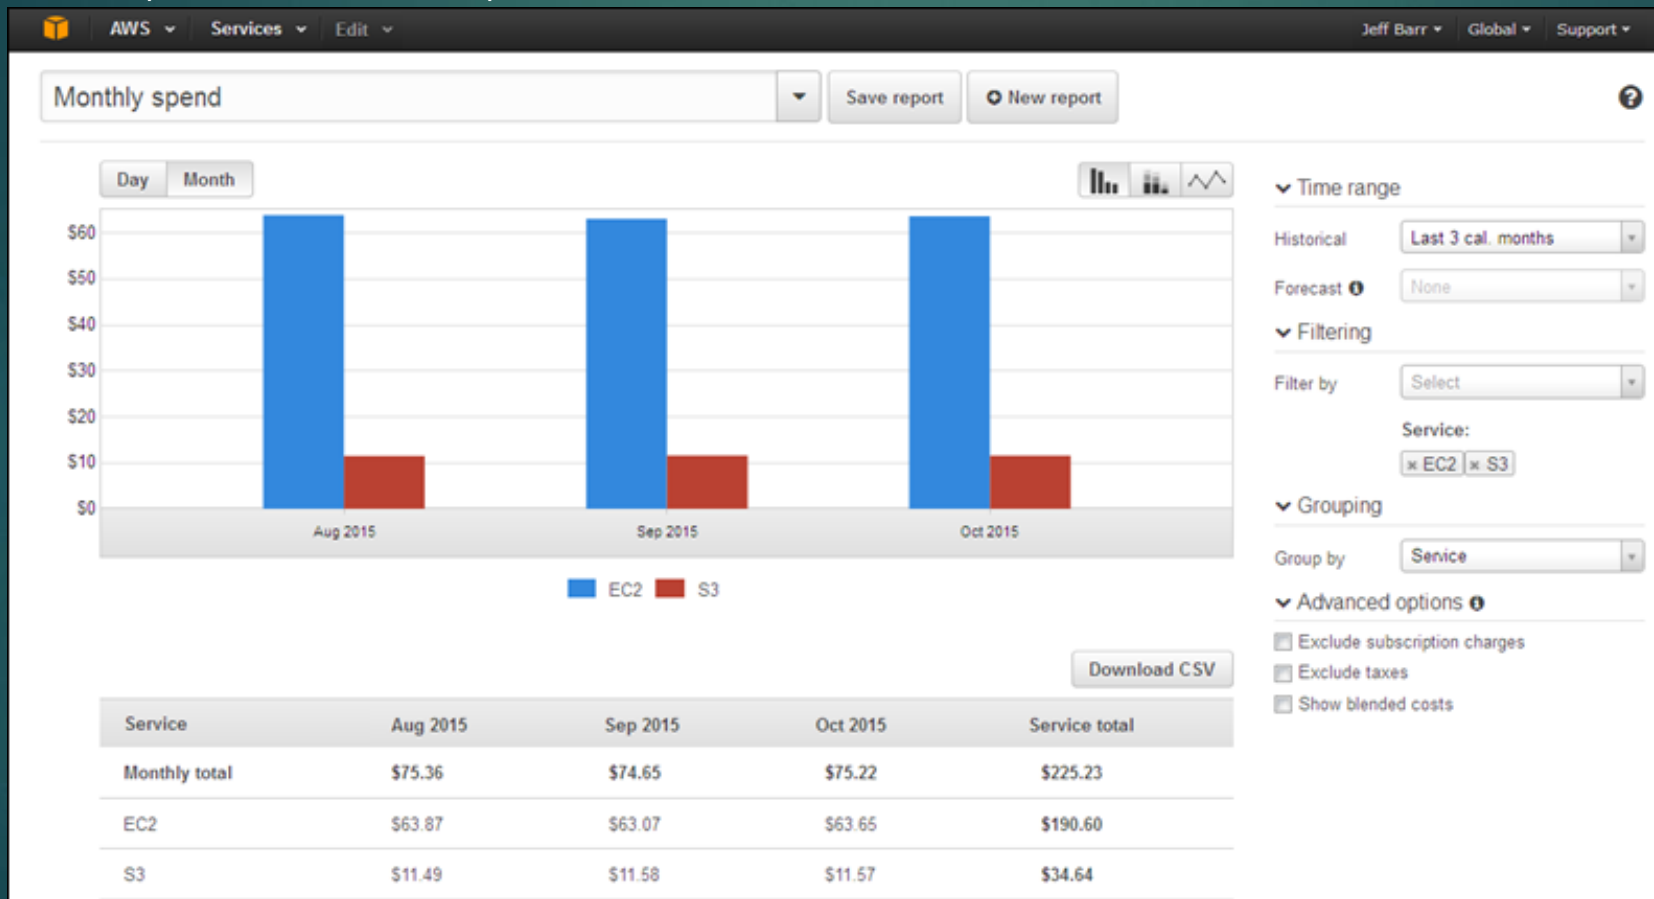 AWS Services Edit Jeff Barr Global Support
Monthly spend Save report New report
Day Month
$60
$50
$40
$30
$20
$10
$0
Aug 2015 Sep 2015 Oct 2015
EC2 S3
Time range
Historical Last 3 cal. months
Forecast None
Filtering
Filter by Select
Service:
EC2 S3
Grouping
Group by Service
Advanced options
Exclude subscription charges
Exclude taxes
Show blended costs
Download CSV
Service Aug 2015 Sep 2015 Oct 2015 Service total
Monthly total $75.36 $74.65 $75.22 $225.23
EC2 $63.87 $63.07 $63.65 $190.60
S3 $11.49 $11.58 $11.57 $34.64